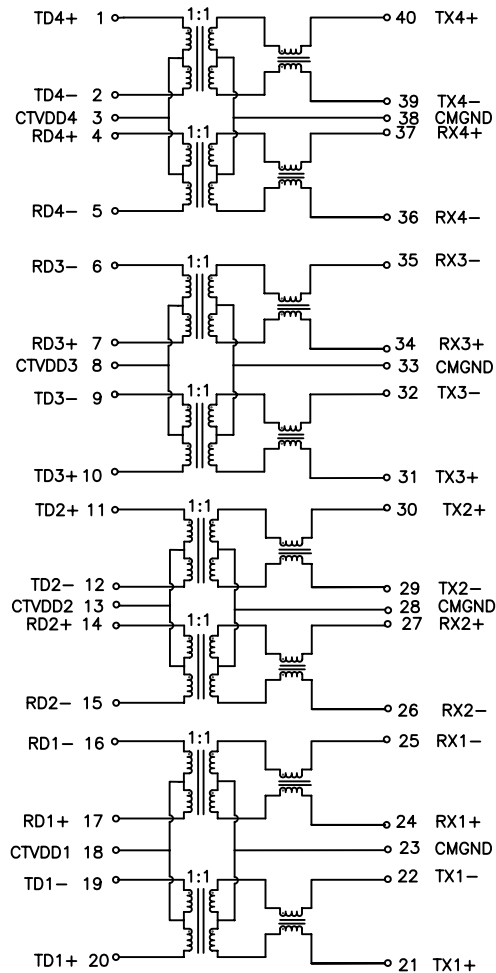 TD4+ 1 1:1 40 TX4+
TD4- 2 39 TX4-
CTVDD4 3 38 CMGND
RD4+ 4 1:1 37 RX4+
RD4- 5 36 RX4-
RD3- 6 1:1 35 RX3-
RD3+ 7 34 RX3+
CTVDD3 8 33 CMGND
TD3- 9 1:1 32 TX3-
TD3+ 10 31 TX3+
TD2+ 11 1:1 30 TX2+
TD2- 12 29 TX2-
CTVDD2 13 28 CMGND
RD2+ 14 1:1 27 RX2+
RD2- 15 26 RX2-
RD1- 16 1:1 25 RX1-
RD1+ 17 24 RX1+
CTVDD1 18 23 CMGND
TD1- 19 1:1 22 TX1-
TD1+ 20 21 TX1+